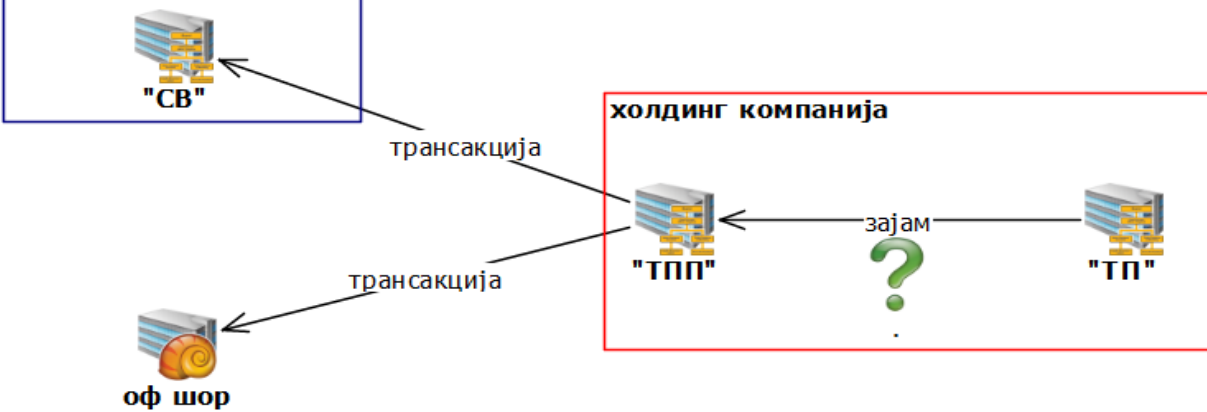 "СВ"
холдинг компанија
трансакција
зајам
"ТПП"
"ТП"
трансакција
.
оф шор